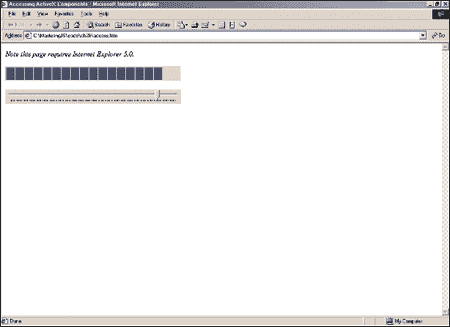 Accessing ActiveX Components - Microsoft Internet Explorer
File Edit View Favorites Tools Help
Search Favorites History
Address Go
Note this page requires Internet Explorer 5.0.
Done My Computer